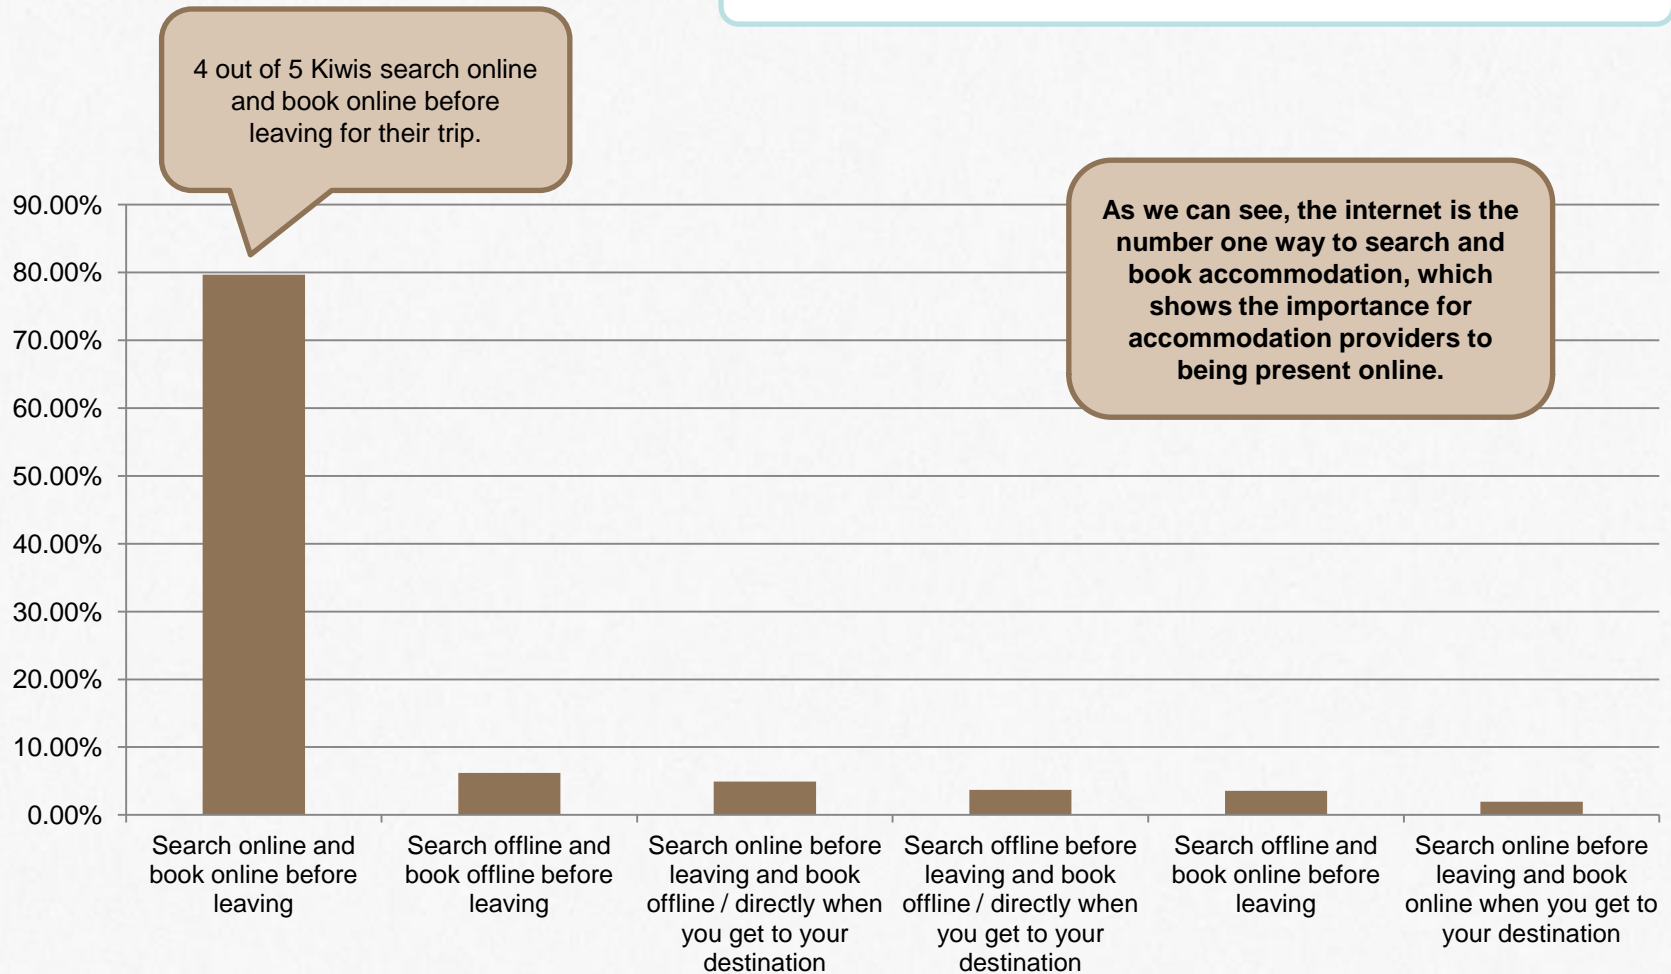 4 out of 5 Kiwis search online
and book online before
leaving for their trip.
As we can see, the internet is the
number one way to search and
book accommodation, which
shows the importance for
accommodation providers to
being present online.
90.00%
80.00%
70.00%
60.00%
50.00%
40.00%
30.00%
20.00%
10.00%
0.00%
Search online and
book online before
leaving
Search offline and
book offline before
leaving
Search online before
leaving and book
offline / directly when
you get to your
destination
Search offline before
leaving and book
offline / directly when
you get to your
destination
Search offline and
book online before
leaving
Search online before
leaving and book
online when you get to
your destination